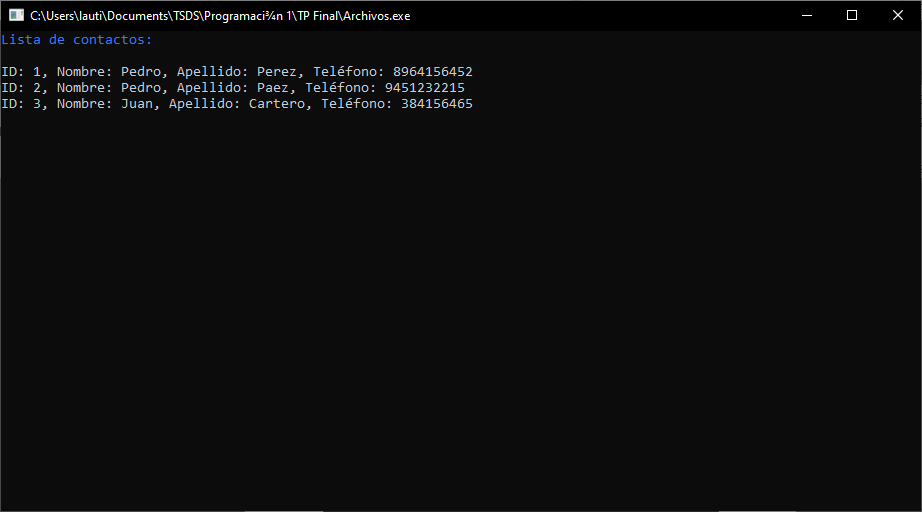 C:\Users\lauti\Documents\TSDS\Programaci¾n 1\TP Final\Archivos.exe
Lista de contactos:
ID: 1, Nombre: Pedro, Apellido: Perez, Teléfono: 8964156452
ID: 2, Nombre: Pedro, Apellido: Paez, Teléfono: 9451232215
ID: 3, Nombre: Juan, Apellido: Cartero, Teléfono: 384156465